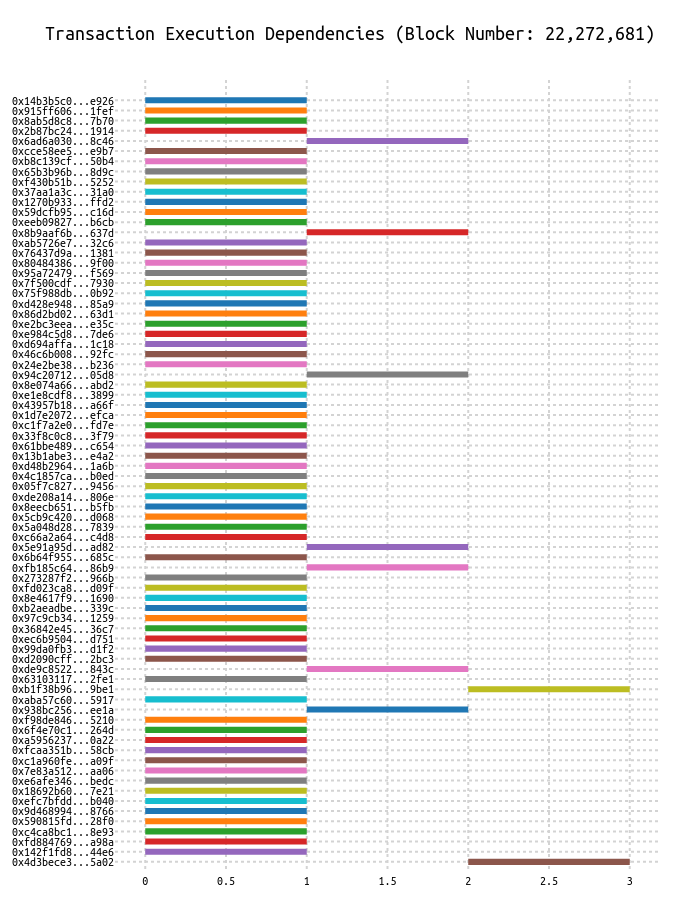 Transaction Execution Dependencies (Block Number: 22,272,681)
0x14b3b5c0...e926
0x915ff606...1fef
0x8ab5d8c8...7b70
0x2b87bc24...1914
0x6ad6a030...8c46
0xcce58ee5...e9b7
0xb8c139cf...50b4
0x65b3b96b...8d9c
0xf430b51b...5252
0x37aa1a3c...31a0
0x1270b933...ffd2
0x59dcfb95...c16d
0xeeb09827...b6cb
0x8b9aaf6b...637d
0xab5726e7...32c6
0x76437d9a...1381
0x80484386...9f00
0x95a72479...f569
0x7f500cdf...7930
0x75f988db...0b92
0xd428e948...85a9
0x86d2bd02...63d1
0xe2bc3eea...e35c
0xe984c5d8...7de6
0xd694affa...1c18
0x46c6b008...92fc
0x24e2be38...b236
0x94c20712...05d8
0x8e074a66...abd2
0xe1e8cdf8...3899
0x43957b18...a66f
0x1d7e2072...efca
0xc1f7a2e0...fd7e
0x33f8c0c8...3f79
0x61bbe489...c654
0x13b1abe3...e4a2
0xd48b2964...1a6b
0x4c1857ca...b0ed
0x05f7c827...9456
0xde208a14...806e
0x8eecb651...b5fb
0x5cb9c420...d068
0x5a048d28...7839
0xc66a2a64...c4d8
0x5e91a95d...ad82
0x6b64f955...685c
0xfb185c64...86b9
0x273287f2...966b
0xfd023ca8...d09f
0x8e4617f9...1690
0xb2aeadbe...339c
0x97c9cb34...1259
0x36842e45...36c7
0xec6b9504...d751
0x99da0fb3...d1f2
0xd2090cff...2bc3
0xde9c8522...843c
0x63103117...2fe1
0xb1f38b96...9be1
0xaba57c60...5917
0x938bc256...ee1a
0xf98de846...5210
0x6f4e70c1...264d
0xa5956237...0a22
0xfcaa351b...58cb
0xc1a960fe...a09f
0x7e83a512...aa06
0xe6afe346...bedc
0x18692b60...7e21
0xefc7bfdd...b040
0x9d468994...8766
0x590815fd...28f0
0xc4ca8bc1...8e93
0xfd884769...a98a
0x142f1fd8...44e6
0x4d3bece3...5a02
0 0.5 1 1.5 2 2.5 3